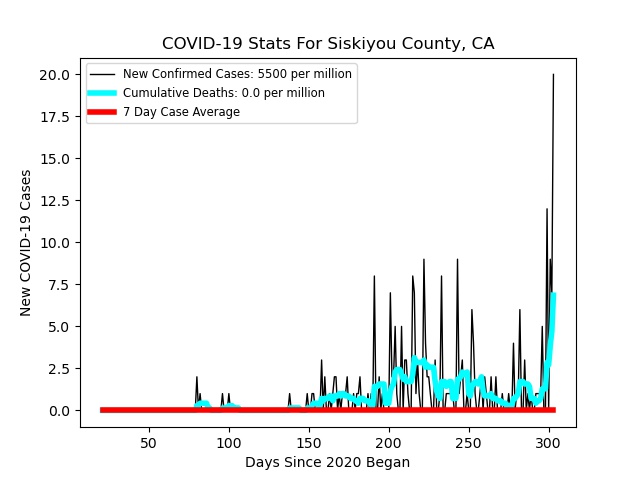 COVID-19 Stats For Siskiyou County, CA
New Confirmed Cases: 5500 per million
Cumulative Deaths: 0.0 per million
7 Day Case Average
New COVID-19 Cases
20.0
17.5
15.0
12.5
10.0
7.5
5.0
2.5
0.0
50 100 150 200 250 300
Days Since 2020 Began